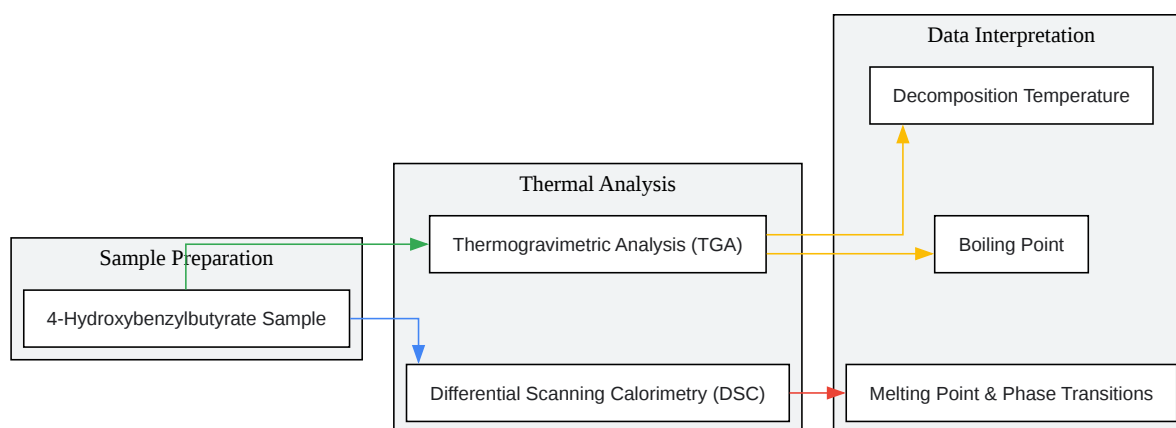 Sample Preparation
4-Hydroxybenzylbutyrate Sample
Thermal Analysis
Thermogravimetric Analysis (TGA)
Differential Scanning Calorimetry (DSC)
Data Interpretation
Decomposition Temperature
Boiling Point
Melting Point & Phase Transitions